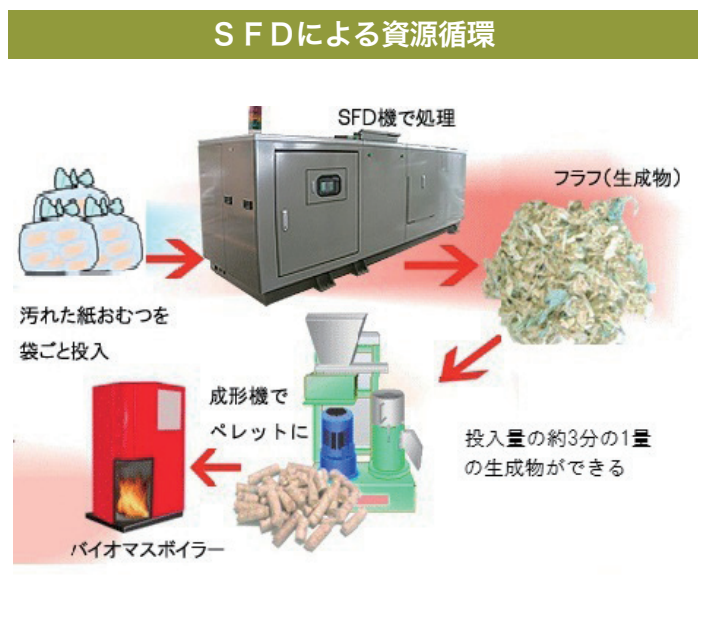 ＳＦＤによる資源循環
SFD機で処理
フラフ(生成物)
汚れた紙おむつを
袋ごと投入
成形機で
ペレットに
投入量の約3分の1量
の生成物ができる
バイオマスボイラー